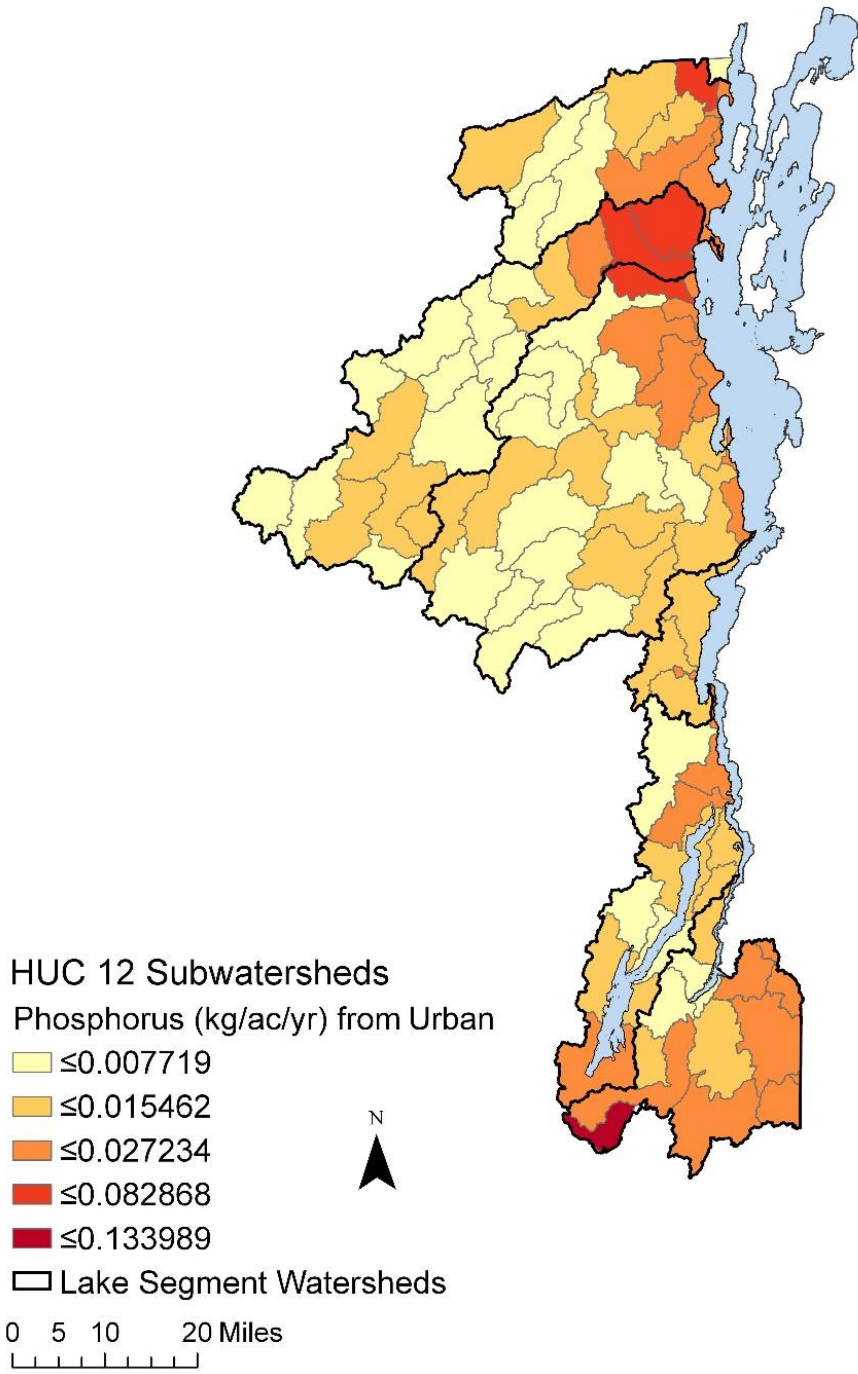 HUC 12 Subwatersheds
Phosphorus (kg/ac/yr) from Urban
≤0.007719
≤0.015462
≤0.027234
≤0.082868
≤0.133989
Lake Segment Watersheds
N
0 5 10 20 Miles